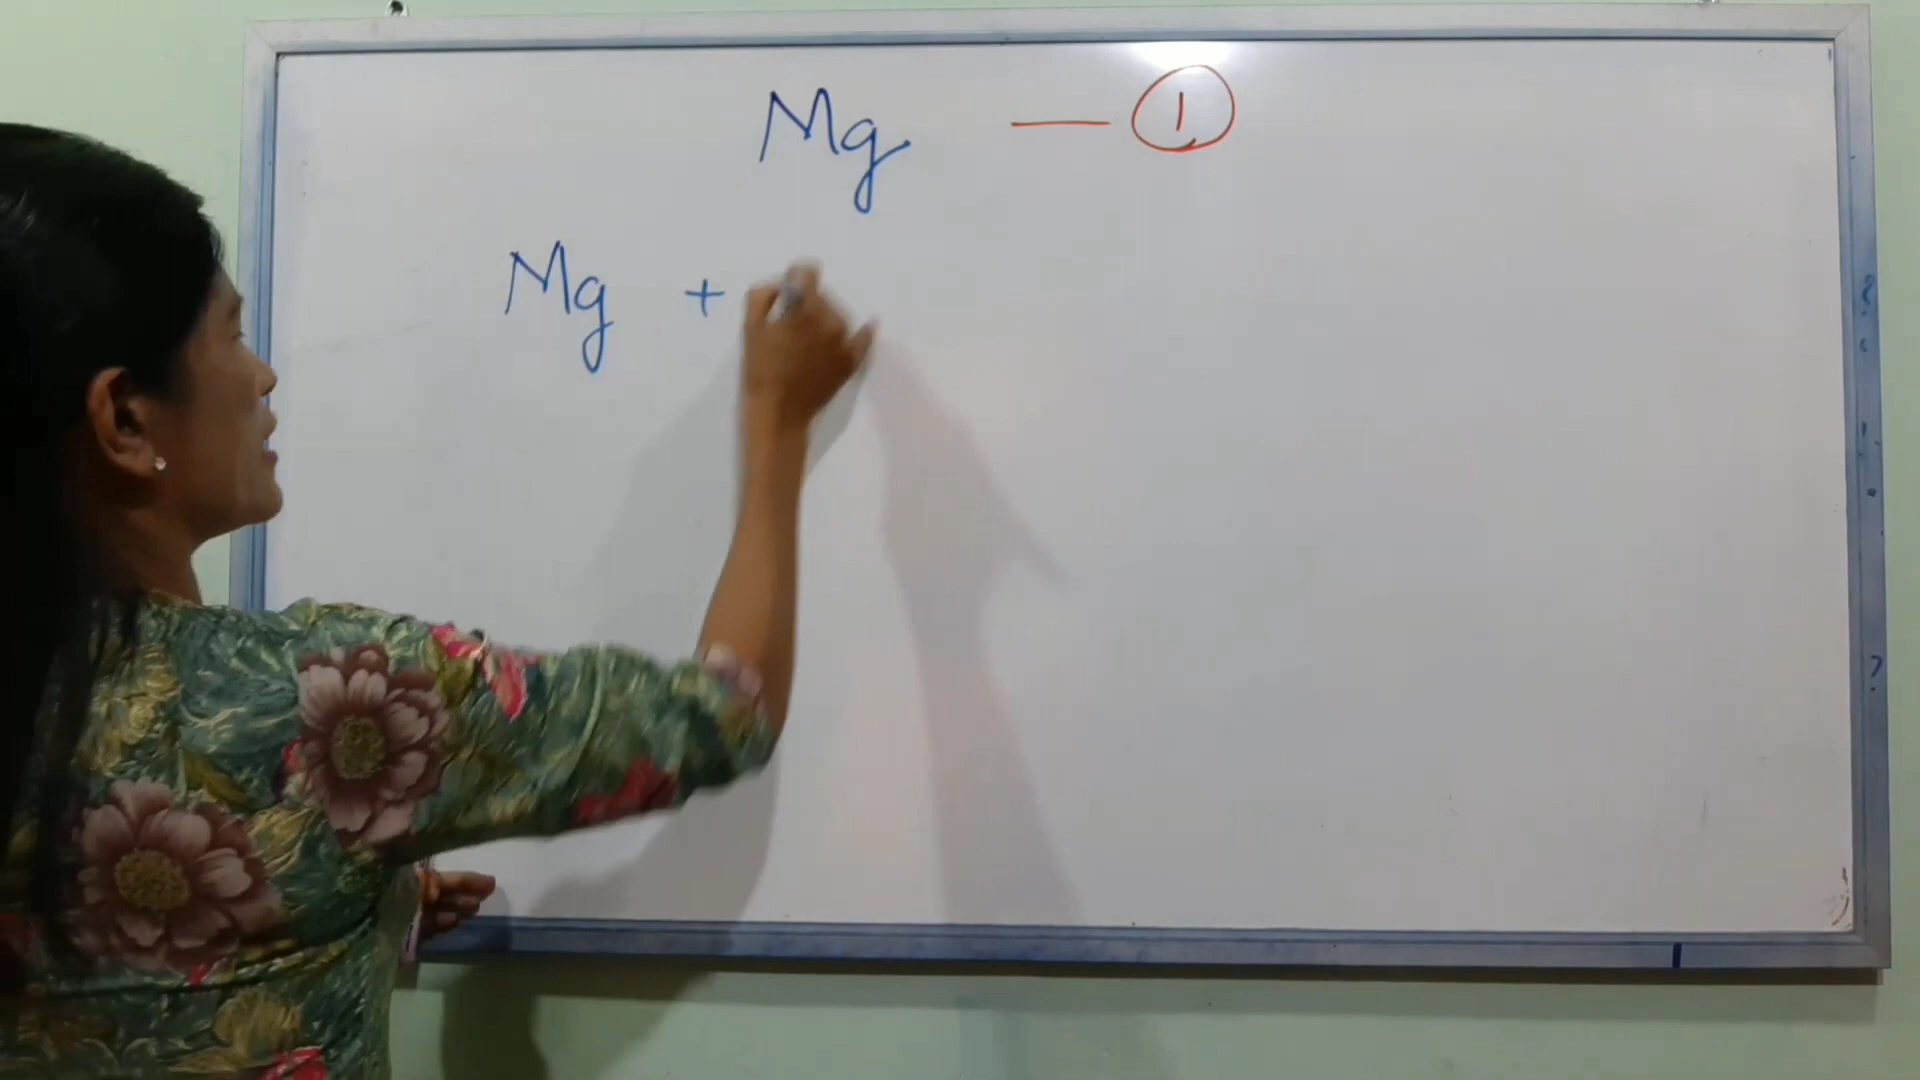 Mg — ①
Mg +